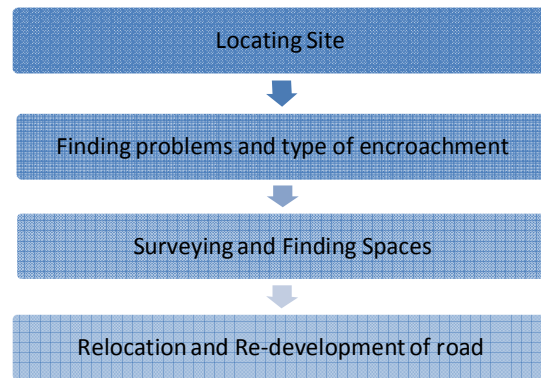 Locating Site
Finding problems and type of encroachment
Surveying and Finding Spaces
Relocation and Re-development of road